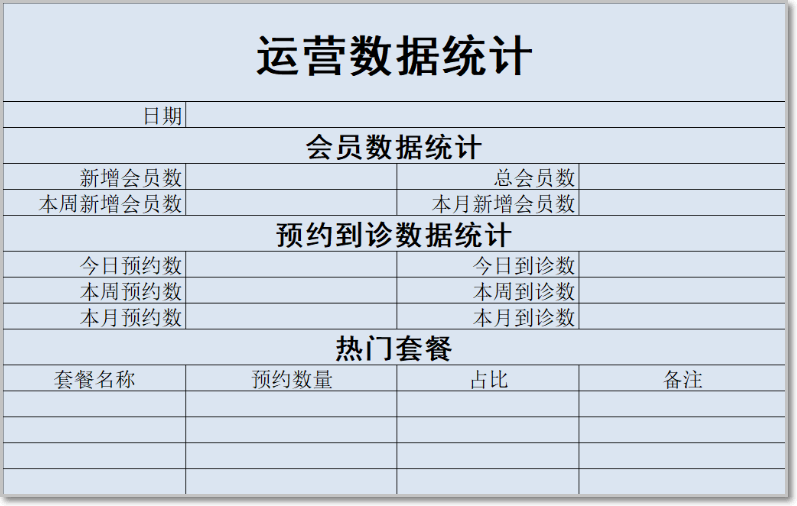 运营数据统计
日期
会员数据统计
新增会员数 总会员数
本周新增会员数 本月新增会员数
预约到诊数据统计
今日预约数 今日到诊数
本周预约数 本周到诊数
本月预约数 本月到诊数
热门套餐
套餐名称 预约数量 占比 备注